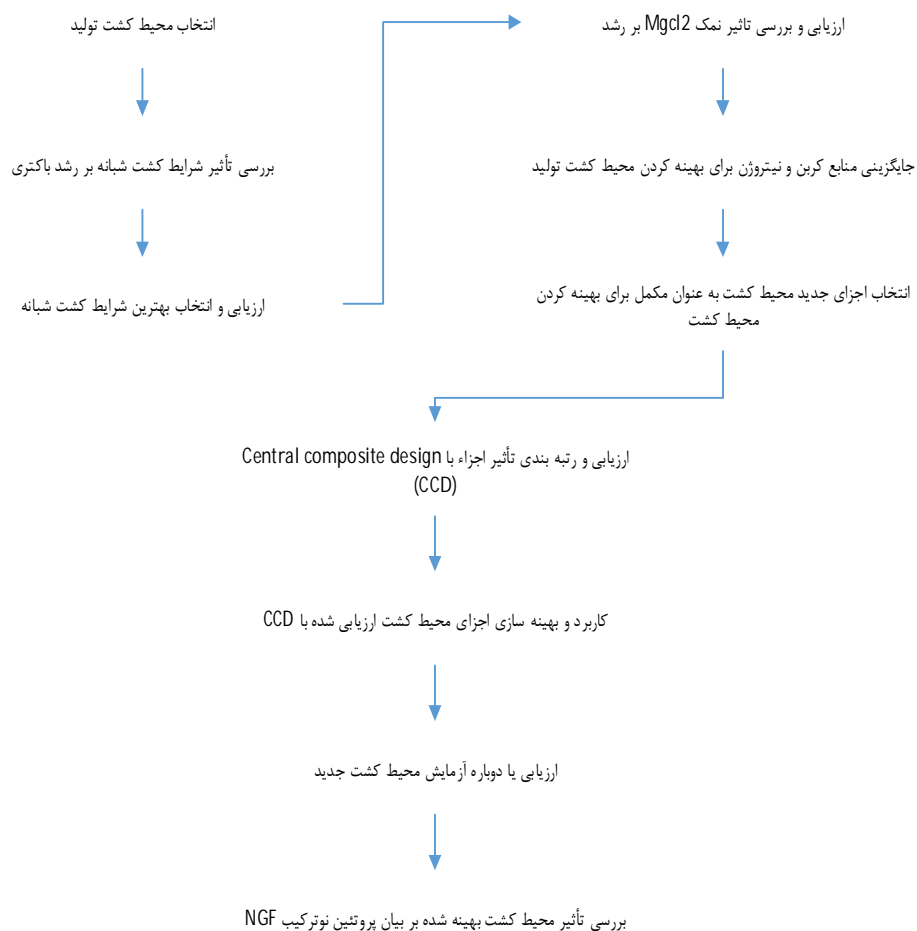 انتخاب محیط کشت تولید
بررسی تأثیر شرایط کشت شبانه بر رشد باکتری
ارزیابی و انتخاب بهترین شرایط کشت شبانه
ارزیابی و بررسی تاثیر نمک Mgcl2 بر رشد
جایگزینی منابع کربن و نیتروژن برای بهینه کردن محیط کشت تولید
انتخاب اجزای جدید محیط کشت به عنوان مکمل برای بهینه کردن
محیط کشت
ارزیابی و رتبه بندی تأثیر اجزاء با Central composite design
(CCD)
کاربرد و بهینه سازی اجزای محیط کشت ارزیابی شده با CCD
ارزیابی یا دوباره آزمایش محیط کشت جدید
بررسی تأثیر محیط کشت بهینه شده بر بیان پروتئین نوترکیب NGF